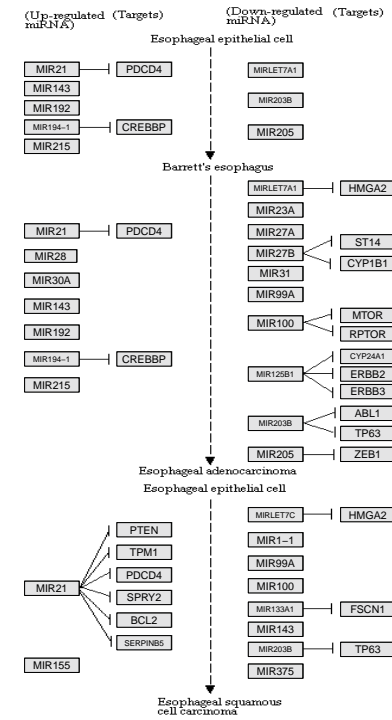 (Up-regulated miRNA) (Targets) (Down-regulated miRNA) (Targets)
Esophageal epithelial cell
MIR21 PDCD4 MIRLET7A1
MIR143
MIR192 MIR203B
MIR194-1 CREBBP MIR205
MIR215
Barrett's esophagus
MIRLET7A1 HMGA2
MIR23A
MIR21 PDCD4 MIR27A
ST14
MIR28 MIR27B
CYP1B1
MIR30A MIR31
MIR99A
MIR143
MTOR
MIR192 MIR100
RPTOR
MIR194-1 CREBBP CYP24A1
MIR125B1 ERBB2
MIR215 ERBB3
ABL1
MIR203B
TP63
MIR205 ZEB1
Esophageal adenocarcinoma
Esophageal epithelial cell
MIRLET7C HMGA2
PTEN
MIR1-1
TPM1
MIR99A
PDCD4
MIR21 MIR100
SPRY2
MIR133A1 FSCN1
BCL2
MIR143
SERPINB5
MIR203B TP63
MIR155
MIR375
Esophageal squamous
cell carcinoma